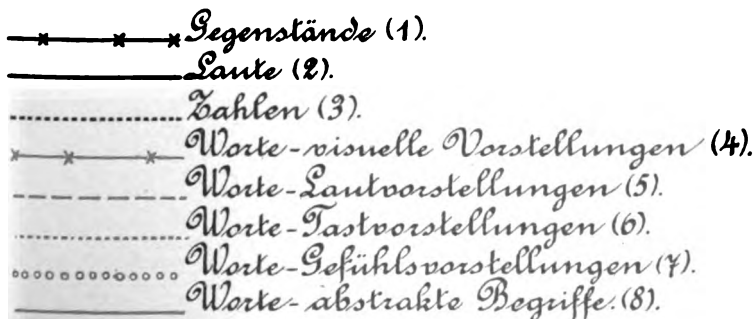 Gegenstände (1).
Laute (2).
Zahlen (3).
Worte-visuelle Vorstellungen (4).
Worte-Lautvorstellungen (5).
Worte-Tastvorstellungen (6).
Worte-Gefühlsvorstellungen (7).
Worte-abstrakte Begriffe.(8).